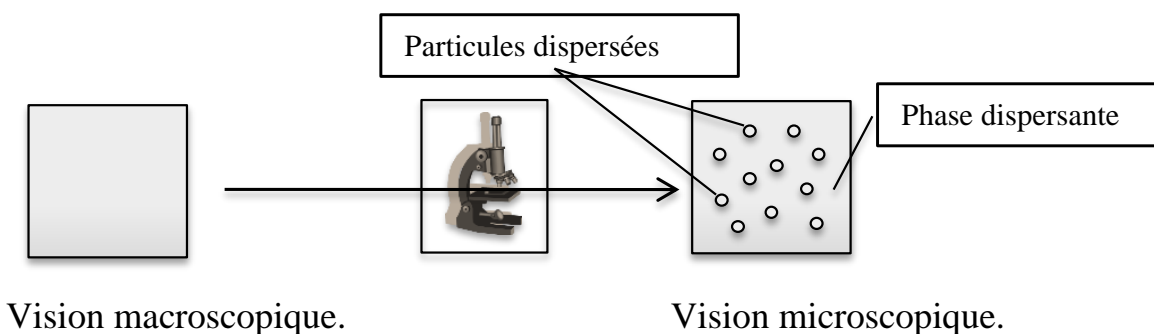 Particules dispersées
Phase dispersante
Vision macroscopique.
Vision microscopique.